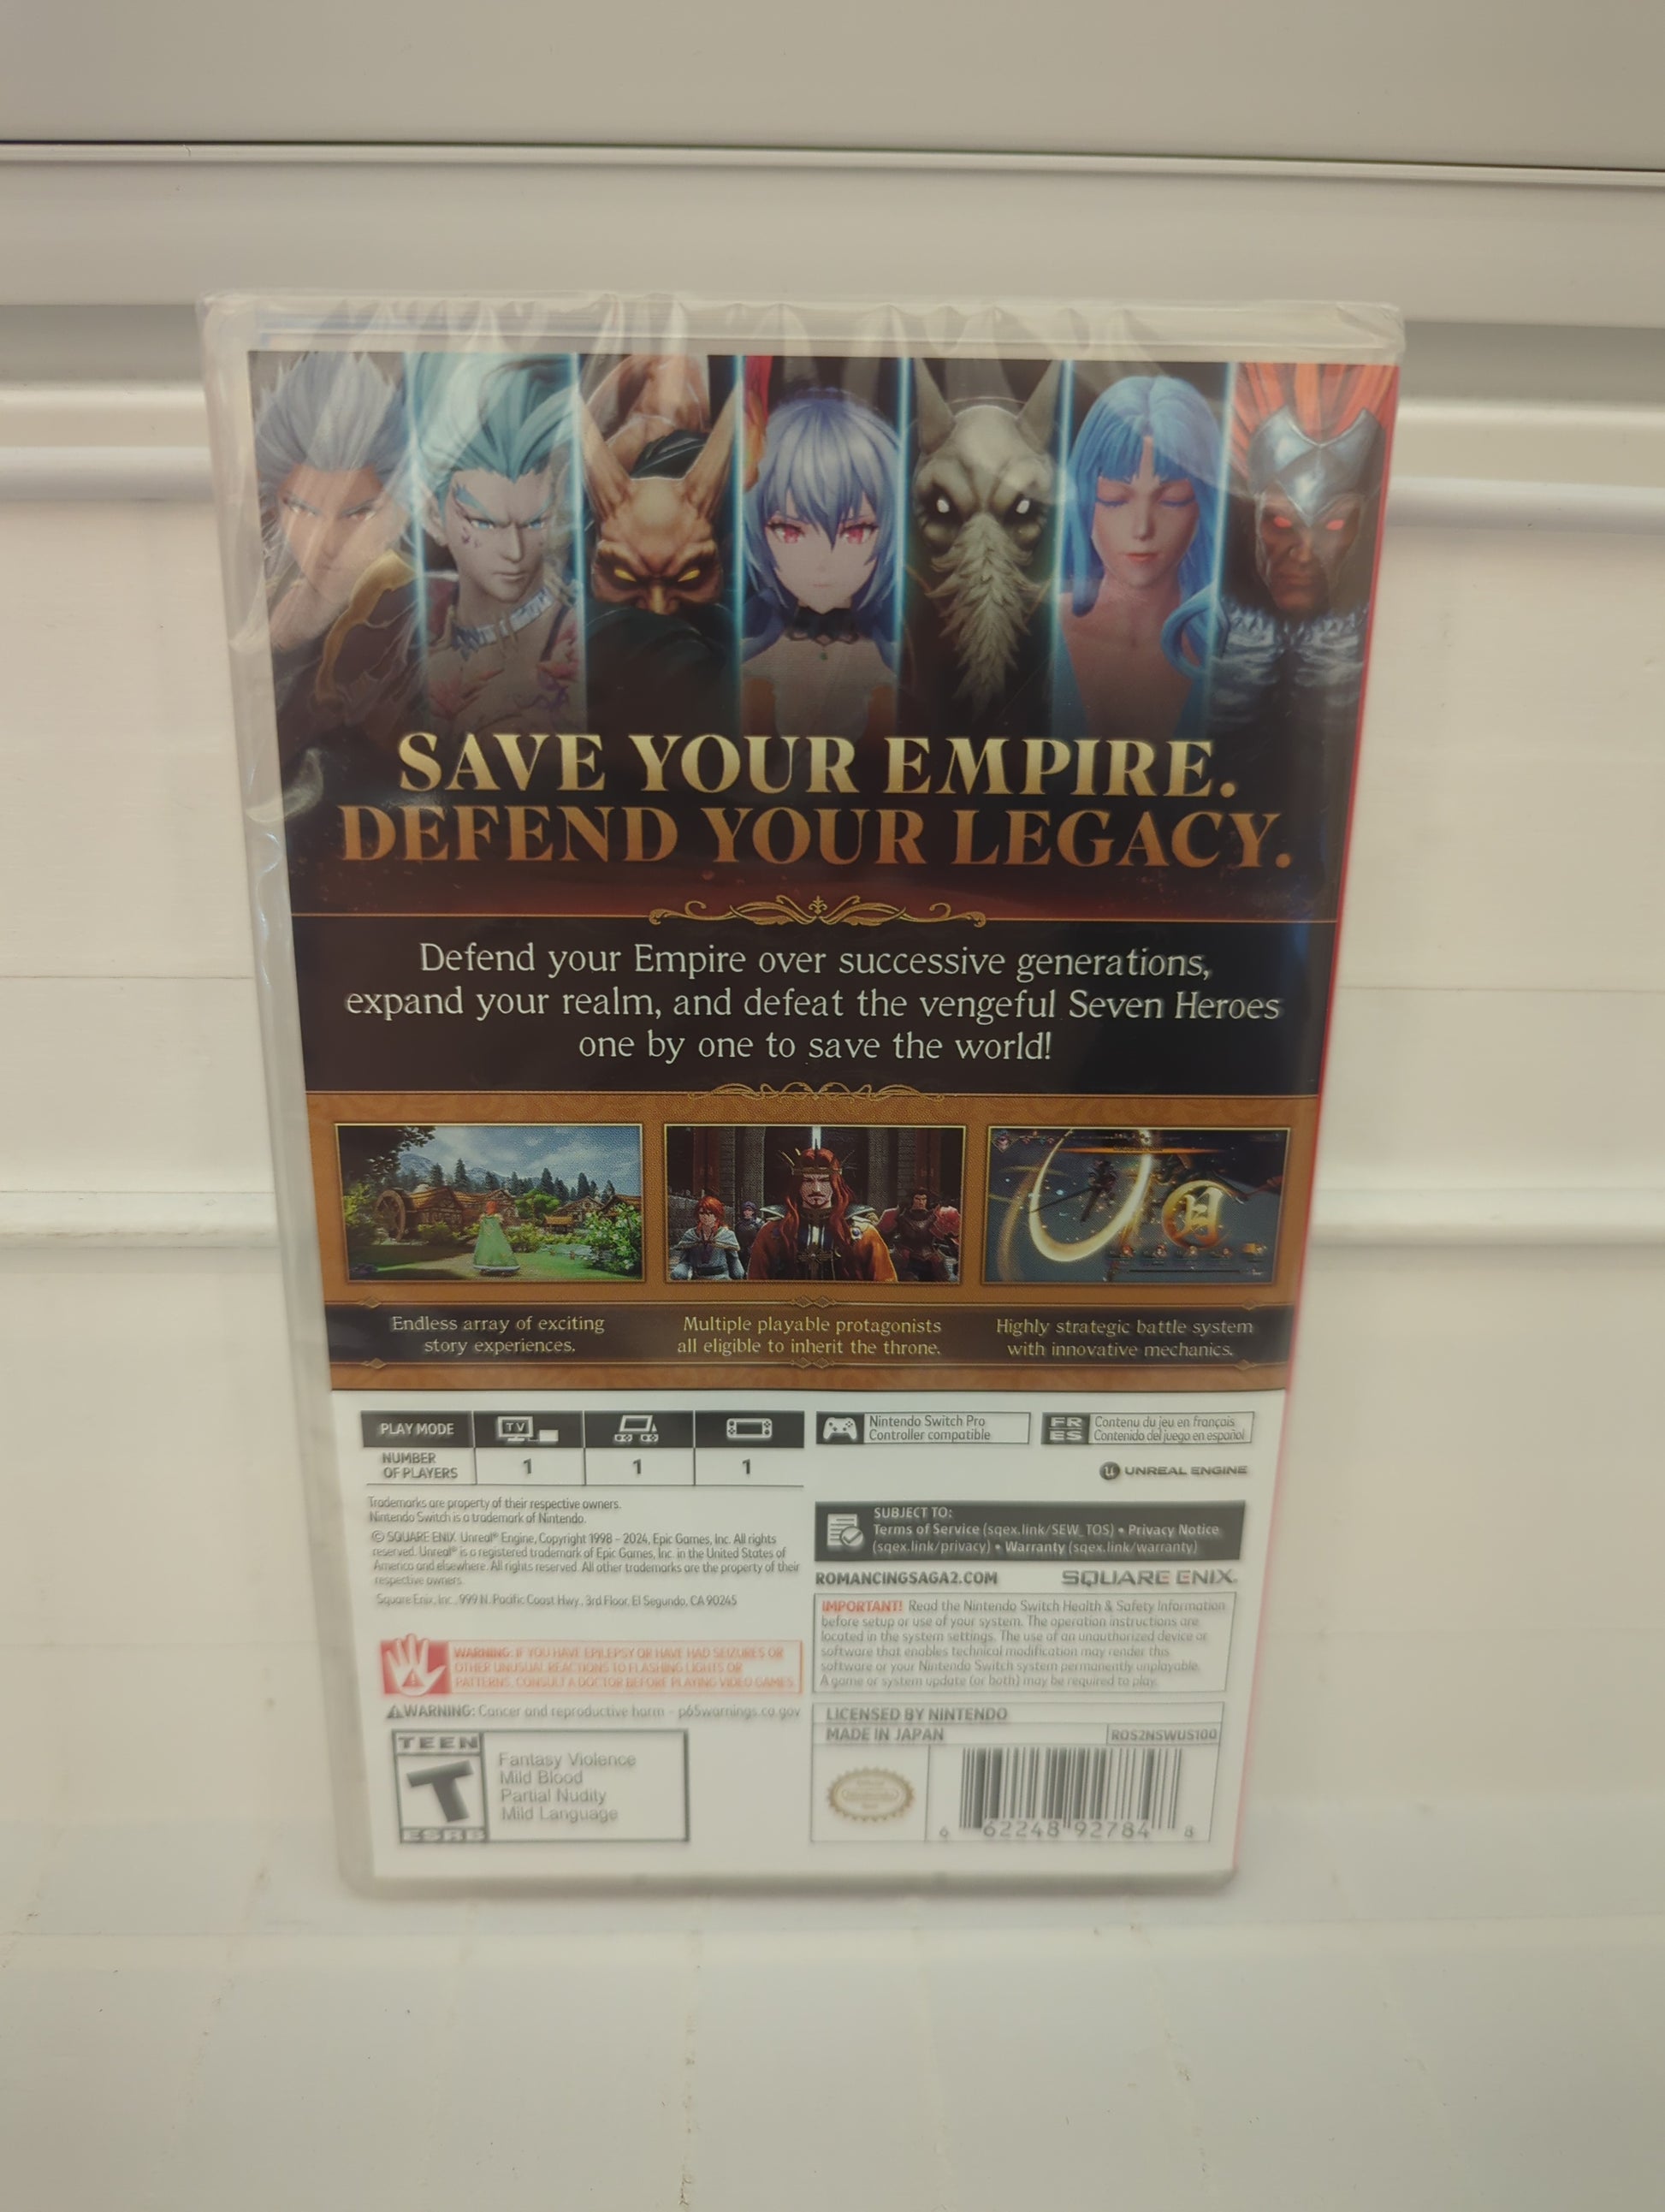 SAVE YOUR EMPIRE.
DEFEND YOUR LEGACY.
Defend your Empire over successive generations,
expand your realm, and defeat the vengeful Seven Heroes
one by one to save the world!
Endless array of exciting
story experiences.
Multiple playable protagonists
all eligible to inherit the throne.
Highly strategic battle system
with innovative mechanics.
PLAY MODE
TV
NUMBER
OF PLAYERS
1
1
1
Nintendo Switch Pro
Controller compatible
FR
ES
Contenu du jeu en français
Contenido del juego en español
UNREAL ENGINE
Trademarks are property of their respective owners.
Nintendo Switch is a trademark of Nintendo.
© SQUARE ENIX. Unreal® Engine, Copyright 1998 – 2024, Epic Games, Inc. All rights
reserved. Unreal® is a registered trademark of Epic Games, Inc. in the United States of
America and elsewhere. All rights reserved. All other trademarks are the property of their
respective owners.
Square Enix, Inc., 999 N. Pacific Coast Hwy., 3rd Floor, El Segundo, CA 90245
SUBJECT TO:
Terms of Service (sqex.link/SEW_TOS) • Privacy Notice
(sqex.link/privacy) • Warranty (sqex.link/warranty)
ROMANCINGSAGA2.COM
SQUARE ENIX.
IMPORTANT! Read the Nintendo Switch Health & Safety Information
before setup or use of your system. The operation instructions are
located in the system settings. The use of an unauthorized device or
software that enables technical modification may render this
software or your Nintendo Switch system permanently unplayable.
A game or system update (or both) may be required to play.
WARNING: IF YOU HAVE EPILEPSY OR HAVE HAD SEIZURES OR
OTHER UNUSUAL REACTIONS TO FLASHING LIGHTS OR
PATTERNS, CONSULT A DOCTOR BEFORE PLAYING VIDEO GAMES.
WARNING: Cancer and reproductive harm - p65warnings.ca.gov
TEEN
T
ESRB
Fantasy Violence
Mild Blood
Partial Nudity
Mild Language
LICENSED BY NINTENDO
MADE IN JAPAN
ROS2NSWUS100
6 62248 92784 8